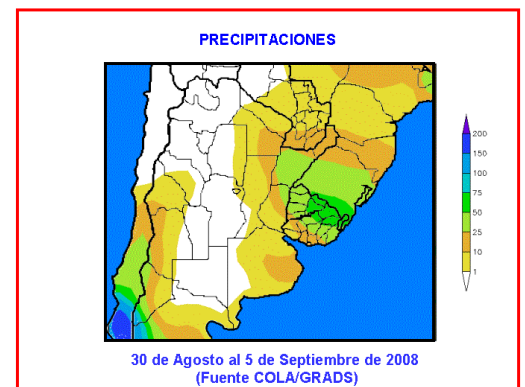 PRECIPITACIONES
200
150
100
75
50
25
10
1
30 de Agosto al 5 de Septiembre de 2008
(Fuente COLA/GRADS)